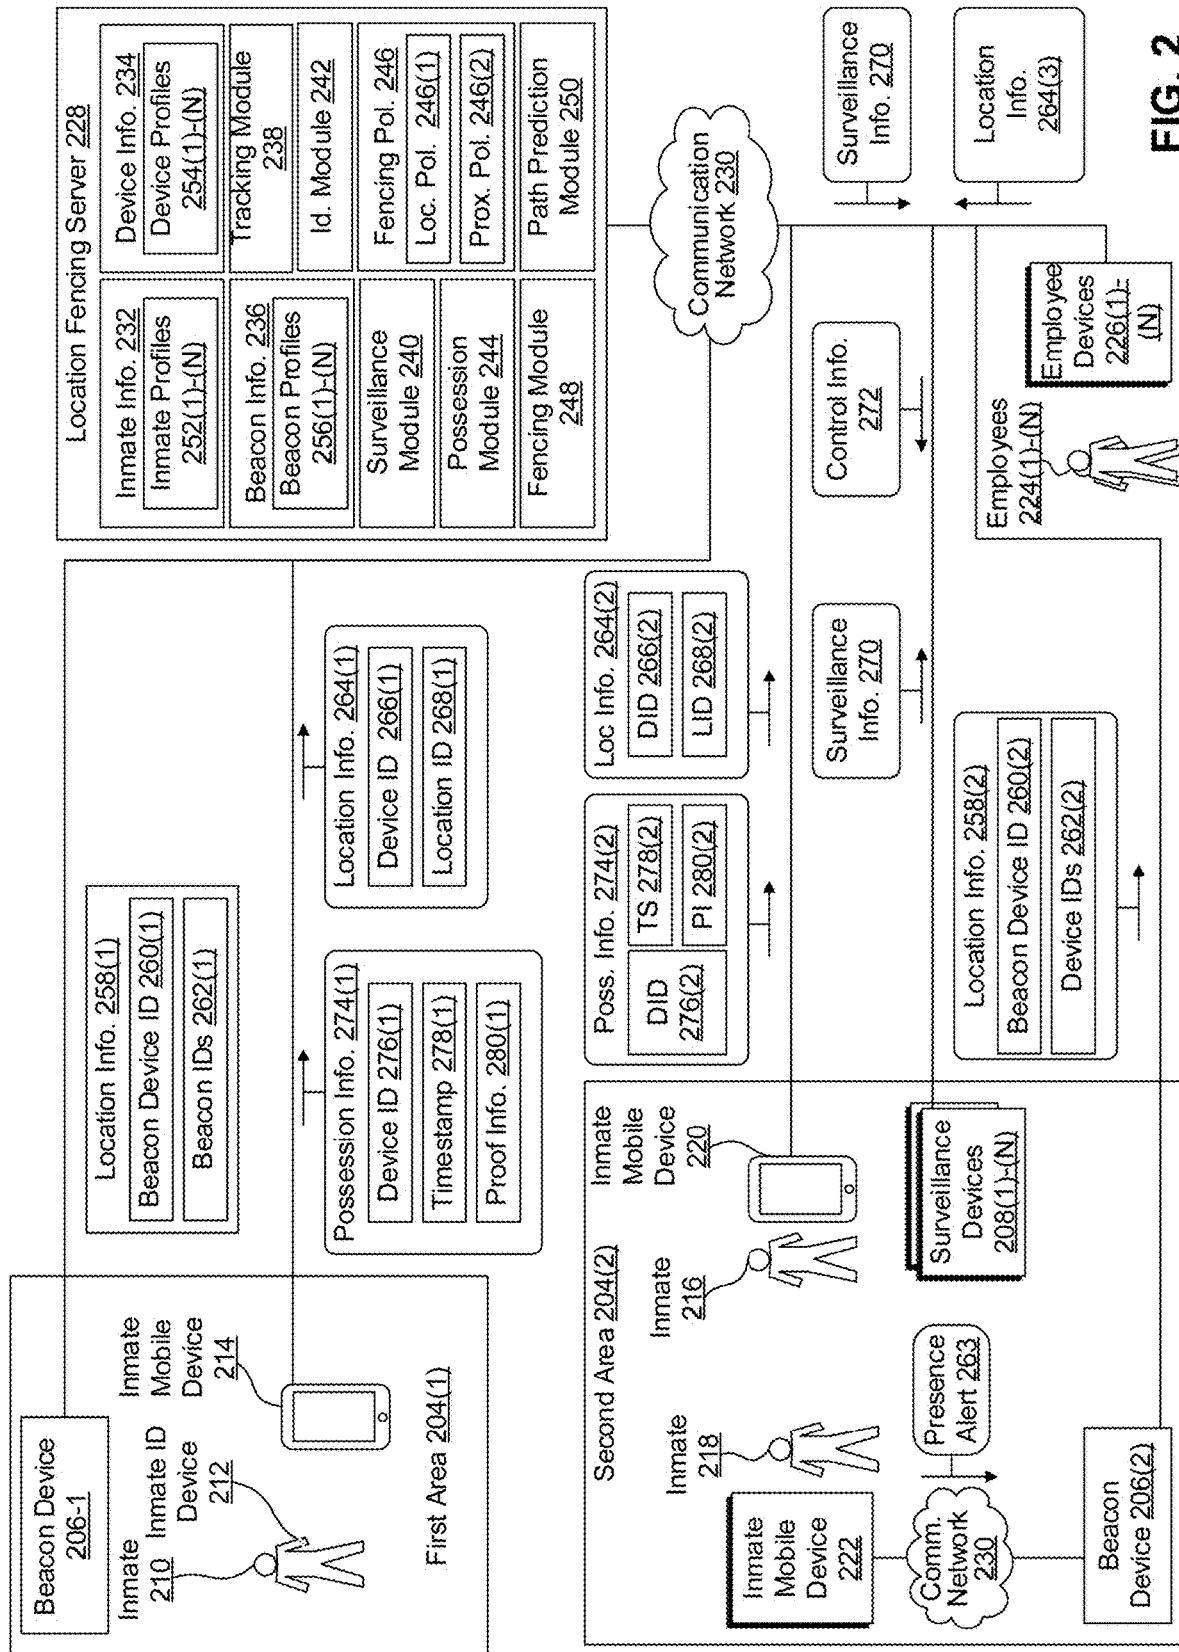 Beacon Device
206-1
Inmate
210
Inmate ID
Device
212
Inmate
Mobile
Device
214
First Area 204(1)
Location Info. 258(1)
Beacon Device ID 260(1)
Beacon IDs 262(1)
Possession Info. 274(1)
Device ID 276(1)
Timestamp 278(1)
Proof Info. 280(1)
Location Info. 264(1)
Device ID 266(1)
Location ID 268(1)
Location Fencing Server 228
Inmate Info. 232
Inmate Profiles
252(1)-(N)
Device Info. 234
Device Profiles
254(1)-(N)
Beacon Info. 236
Beacon Profiles
256(1)-(N)
Tracking Module
238
Surveillance
Module 240
Id. Module 242
Possession
Module 244
Fencing Pol. 246
Loc. Pol. 246(1)
Prox. Pol. 246(2)
Fencing Module
248
Path Prediction
Module 250
Second Area 204(2)
Inmate
218
Inmate
216
Inmate
Mobile
Device
220
Inmate
Mobile
Device
222
Comm.
Network
230
Presence
Alert 263
Beacon
Device 206(2)
Surveillance
Devices
208(1)-(N)
Poss. Info. 274(2)
DID
276(2)
TS 278(2)
PI 280(2)
Loc Info. 264(2)
DID 266(2)
LID 268(2)
Surveillance
Info. 270
Control Info.
272
Location Info. 258(2)
Beacon Device ID 260(2)
Device IDs 262(2)
Communication
Network 230
Employees
224(1)-(N)
Employee
Devices
226(1)-
(N)
Surveillance
Info. 270
Location
Info.
264(3)
FIG. 2